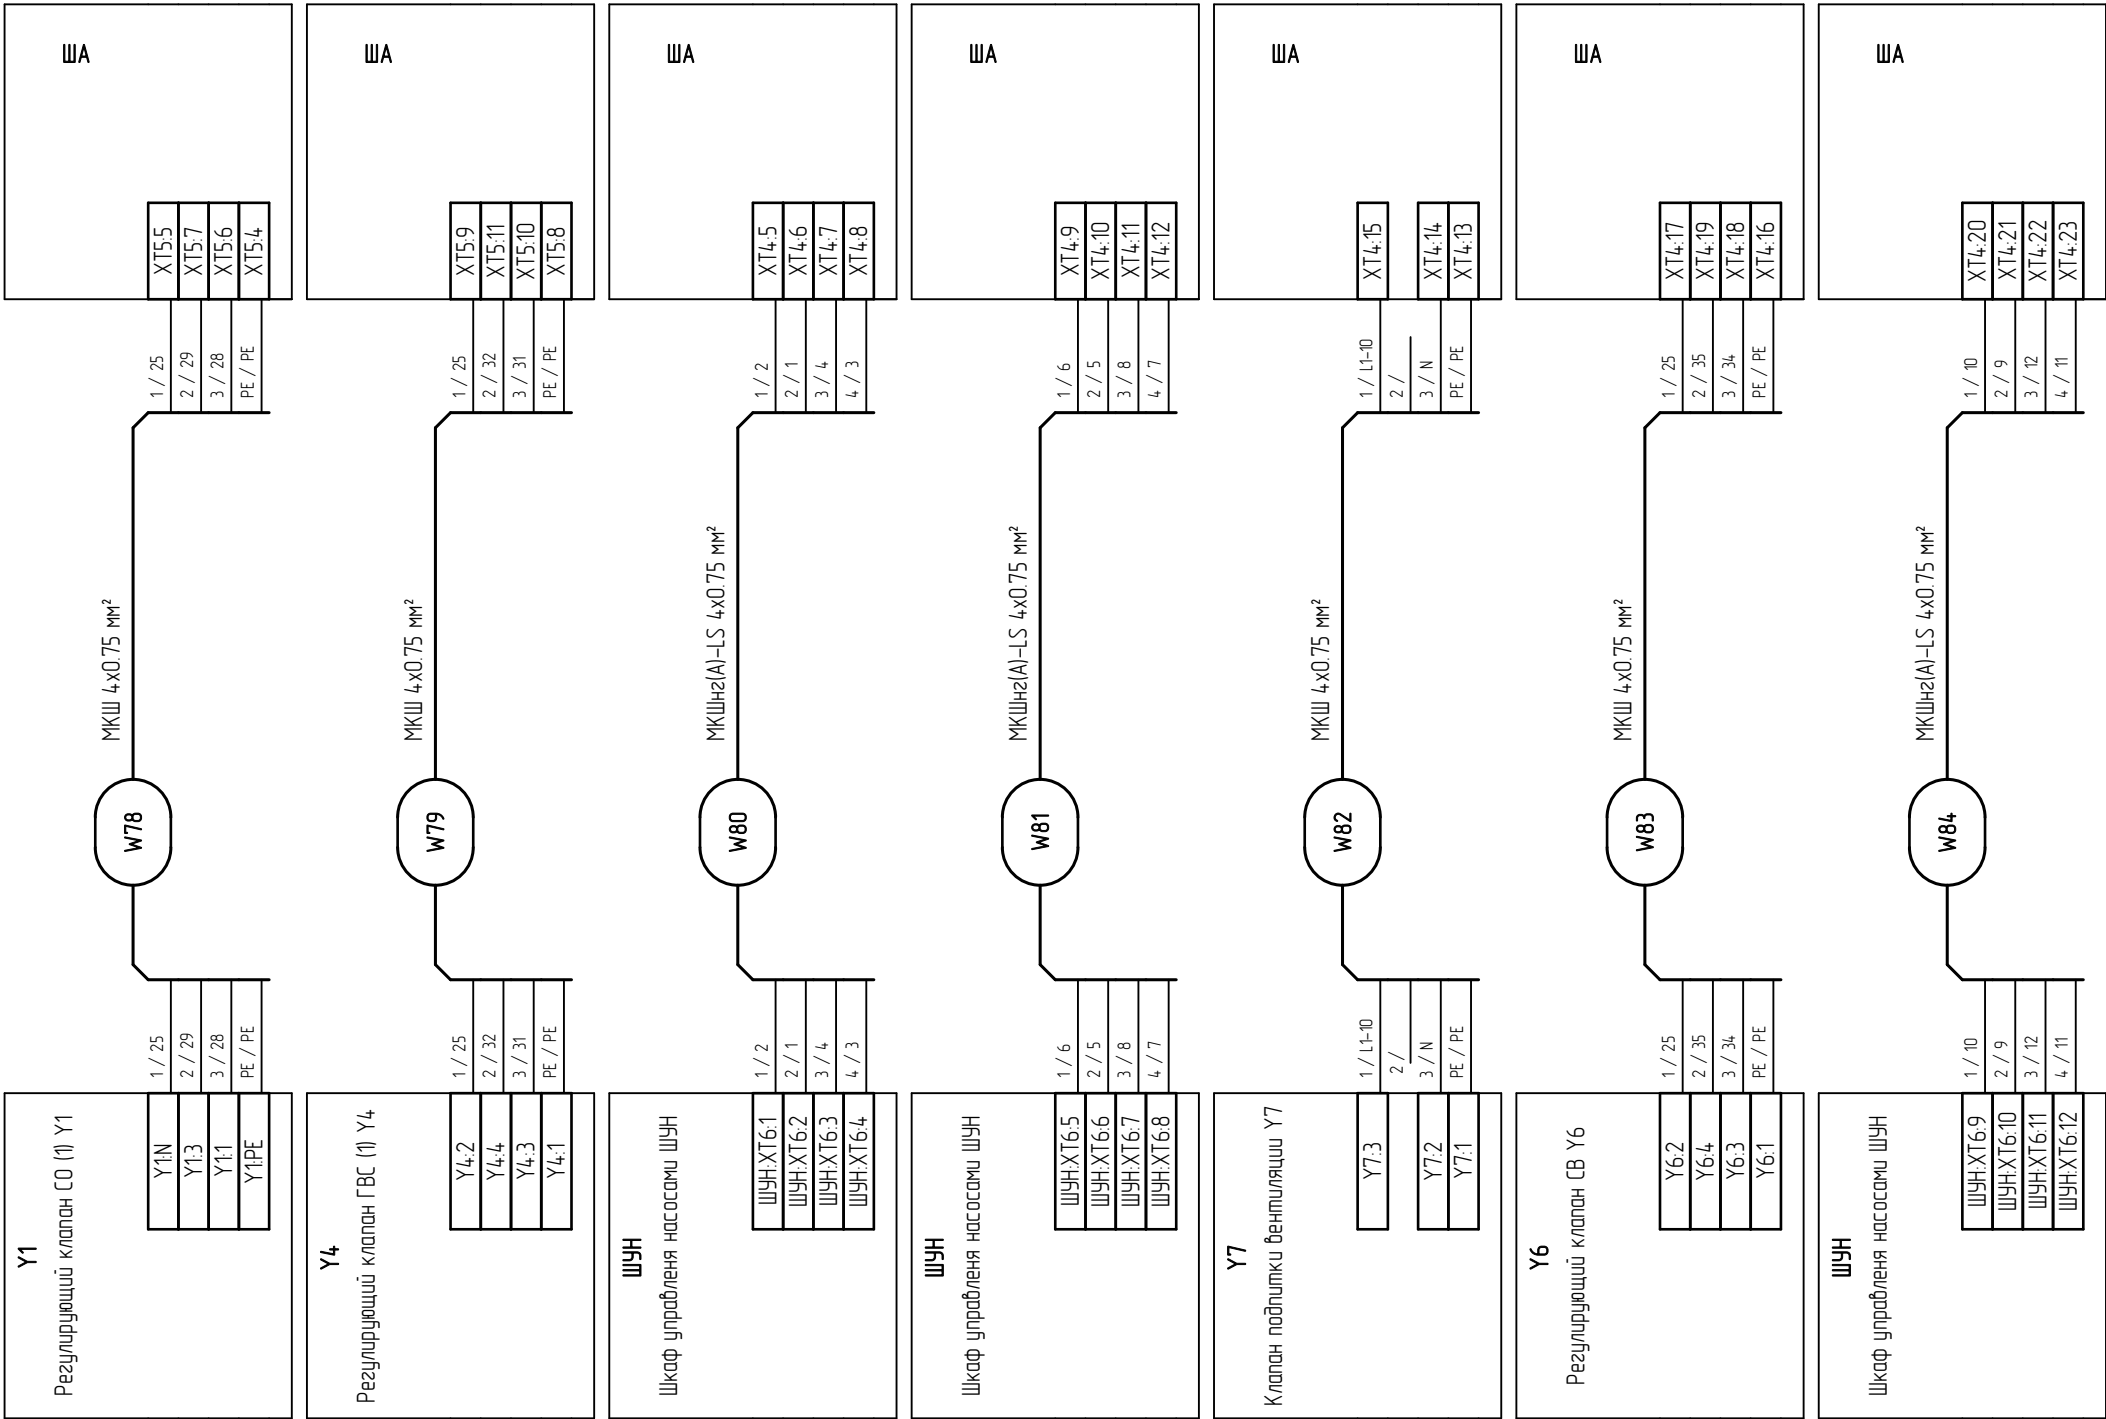 Y1
Регулирующий клапан СО (1) Y1
Y1:N
Y1:3
Y1:1
Y1:PE
1 / 25
2 / 29
3 / 28
PE / PE
W78
МКШ 4x0.75 мм²
1 / 25
2 / 29
3 / 28
PE / PE
XT5:5
XT5:7
XT5:6
XT5:4
ША
Y4
Регулирующий клапан ГВС (1) Y4
Y4:2
Y4:4
Y4:3
Y4:1
1 / 25
2 / 32
3 / 31
PE / PE
W79
МКШ 4x0.75 мм²
1 / 25
2 / 32
3 / 31
PE / PE
XT5:9
XT5:11
XT5:10
XT5:8
ША
ШУН
Шкаф управленя насосами ШУН
ШУН:XT6:1
ШУН:XT6:2
ШУН:XT6:3
ШУН:XT6:4
1 / 2
2 / 1
3 / 4
4 / 3
W80
МКШнг(А)-LS 4x0.75 мм²
1 / 2
2 / 1
3 / 4
4 / 3
XT4:5
XT4:6
XT4:7
XT4:8
ША
ШУН
Шкаф управленя насосами ШУН
ШУН:XT6:5
ШУН:XT6:6
ШУН:XT6:7
ШУН:XT6:8
1 / 6
2 / 5
3 / 8
4 / 7
W81
МКШнг(А)-LS 4x0.75 мм²
1 / 6
2 / 5
3 / 8
4 / 7
XT4:9
XT4:10
XT4:11
XT4:12
ША
Y7
Клапан подпитки вентиляции Y7
Y7:3
Y7:2
Y7:1
1 / L1-10
2 /
3 / N
PE / PE
W82
МКШ 4x0.75 мм²
1 / L1-10
2 /
3 / N
PE / PE
XT4:15
XT4:14
XT4:13
ША
Y6
Регулирующий клапан СВ Y6
Y6:2
Y6:4
Y6:3
Y6:1
1 / 25
2 / 35
3 / 34
PE / PE
W83
МКШ 4x0.75 мм²
1 / 25
2 / 35
3 / 34
PE / PE
XT4:17
XT4:19
XT4:18
XT4:16
ША
ШУН
Шкаф управленя насосами ШУН
ШУН:XT6:9
ШУН:XT6:10
ШУН:XT6:11
ШУН:XT6:12
1 / 10
2 / 9
3 / 12
4 / 11
W84
МКШнг(А)-LS 4x0.75 мм²
1 / 10
2 / 9
3 / 12
4 / 11
XT4:20
XT4:21
XT4:22
XT4:23
ША